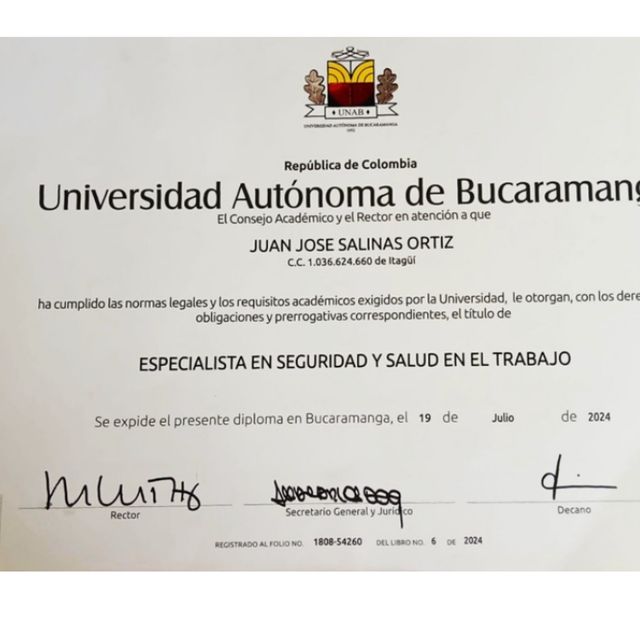 • UNAB •
UNIVERSIDAD AUTÓNOMA DE BUCARAMANGA
República de Colombia
Universidad Autónoma de Bucaramang
El Consejo Académico y el Rector en atención a que
JUAN JOSE SALINAS ORTIZ
C.C. 1.036.624.660 de Itagüí
ha cumplido las normas legales y los requisitos académicos exigidos por la Universidad, le otorgan, con los dere
obligaciones y prerrogativas correspondientes, el título de
ESPECIALISTA EN SEGURIDAD Y SALUD EN EL TRABAJO
Se expide el presente diploma en Bucaramanga, el 19 de Julio de 2024
Rector
Secretario General y Jurídico
Decano
REGISTRADO AL FOLIO NO. 1808-54260 DEL LIBRO NO. 6 DE 2024